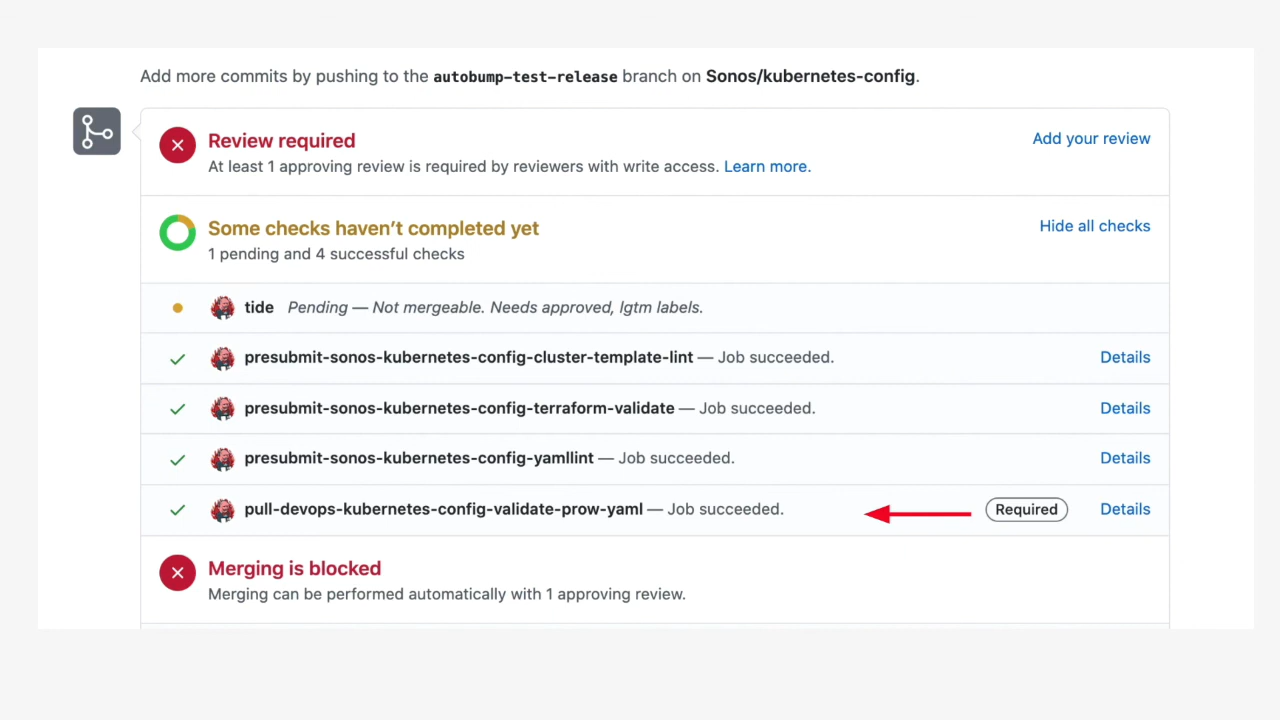 Add more commits by pushing to the autobump-test-release branch on Sonos/kubernetes-config.
Review required
Add your review
At least 1 approving review is required by reviewers with write access. Learn more.
Some checks haven’t completed yet
Hide all checks
1 pending and 4 successful checks
tide Pending — Not mergeable. Needs approved, lgtm labels.
presubmit-sonos-kubernetes-config-cluster-template-lint — Job succeeded. Details
presubmit-sonos-kubernetes-config-terraform-validate — Job succeeded. Details
presubmit-sonos-kubernetes-config-yamllint — Job succeeded. Details
pull-devops-kubernetes-config-validate-prow-yaml — Job succeeded. Required Details
Merging is blocked
Merging can be performed automatically with 1 approving review.